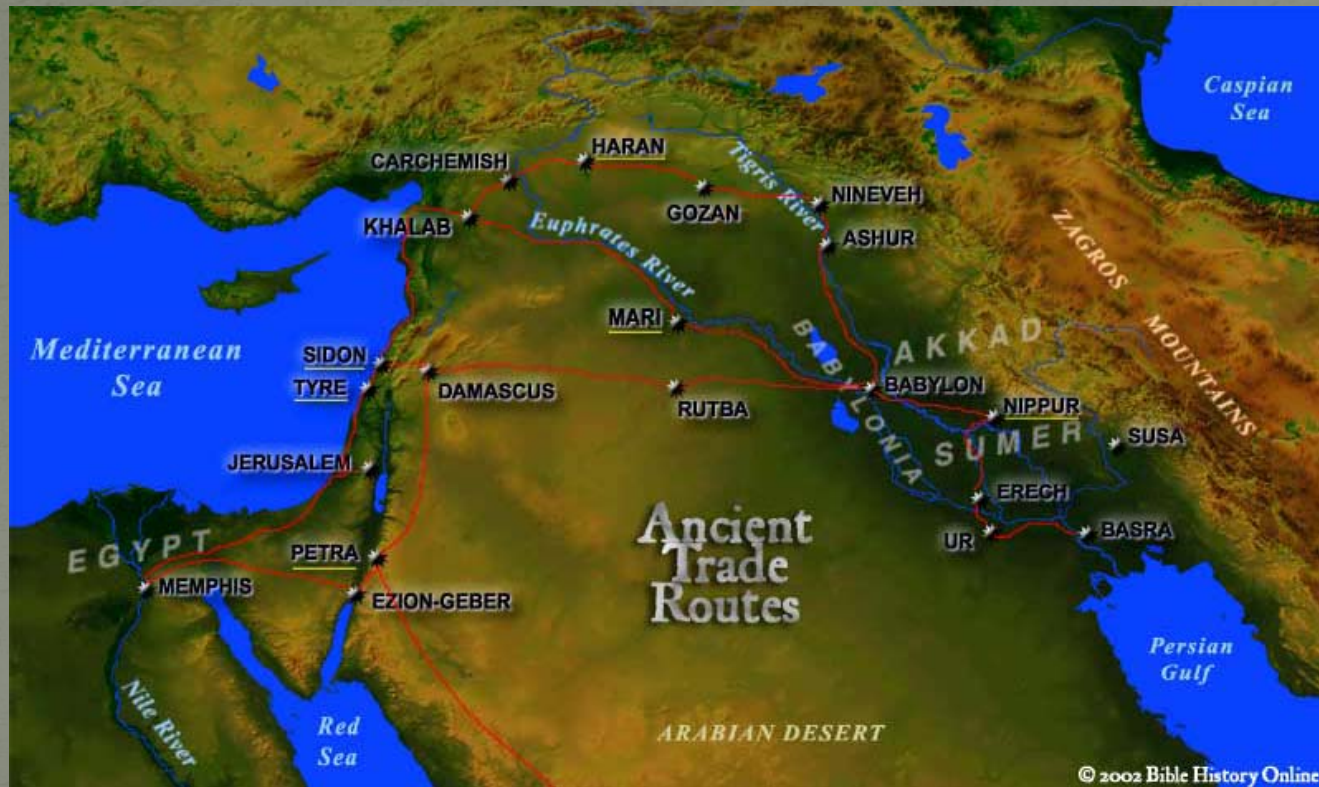 Caspian
Sea
HARAN
CARCHEMISH
Tigris River
NINEVEH
GOZAN
KHALAB
Euphrates River
ASHUR
ZAGROS
MOUNTAINS
MARI
Mediterranean
Sea
SIDON
TYRE
DAMASCUS
RUTBA
BABYLONIA
AKKAD
BABYLON
NIPPUR
SUMER
SUSA
JERUSALEM
ERECH
Ancient
Trade
Routes
UR
BASRA
EGYPT
PETRA
MEMPHIS
EZION-GEBER
Persian
Gulf
Nile River
Red
Sea
ARABIAN DESERT
© 2002 Bible History Online